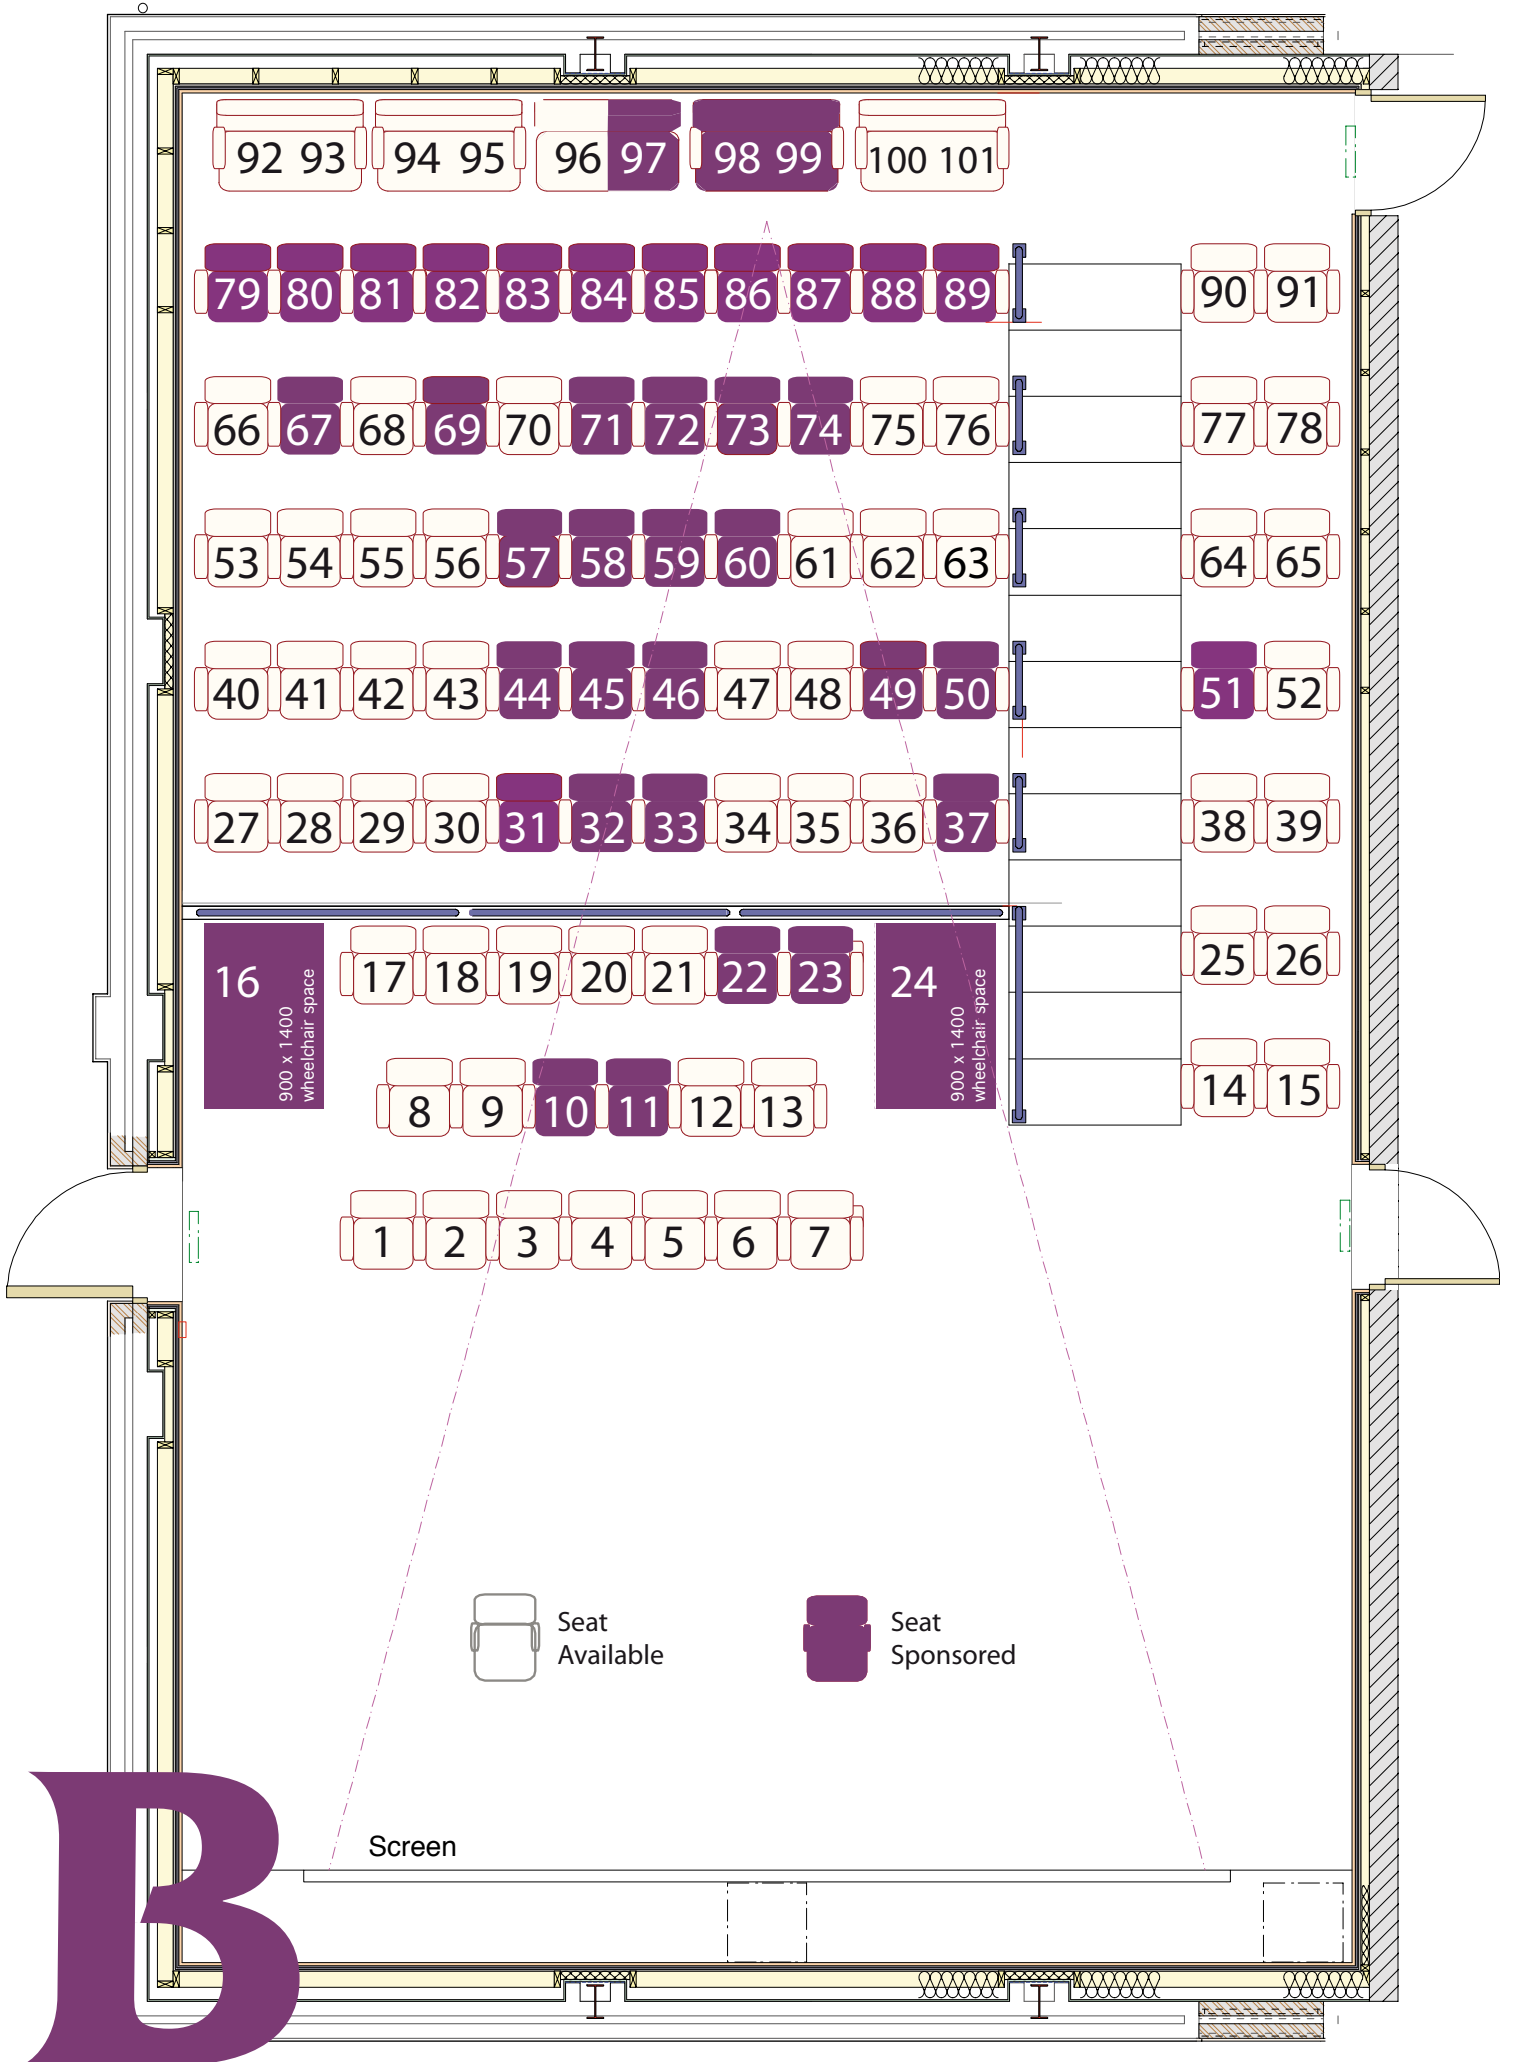 92 93 94 95 96 97 98 99 100 101
79 80 81 82 83 84 85 86 87 88 89 90 91
66 67 68 69 70 71 72 73 74 75 76 77 78
53 54 55 56 57 58 59 60 61 62 63 64 65
40 41 42 43 44 45 46 47 48 49 50 51 52
27 28 29 30 31 32 33 34 35 36 37 38 39
16 17 18 19 20 21 22 23 24 25 26
900 x 1400
wheelchair space
900 x 1400
wheelchair space
8 9 10 11 12 13 14 15
1 2 3 4 5 6 7
Seat
Available
Seat
Sponsored
Screen
B